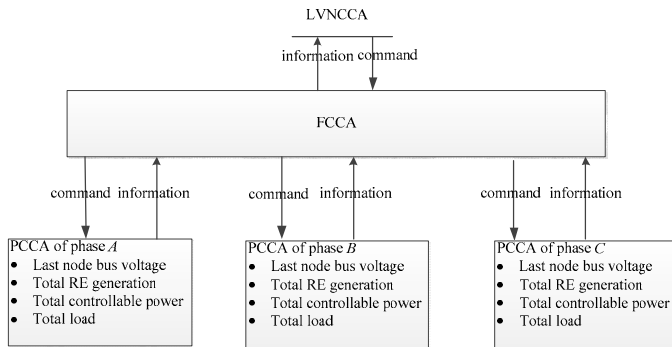 LVNCCA
information command
FCCA
command information command information command information
PCCA of phase A
• Last node bus voltage
• Total RE generation
• Total controllable power
• Total load
PCCA of phase B
• Last node bus voltage
• Total RE generation
• Total controllable power
• Total load
PCCA of phase C
• Last node bus voltage
• Total RE generation
• Total controllable power
• Total load